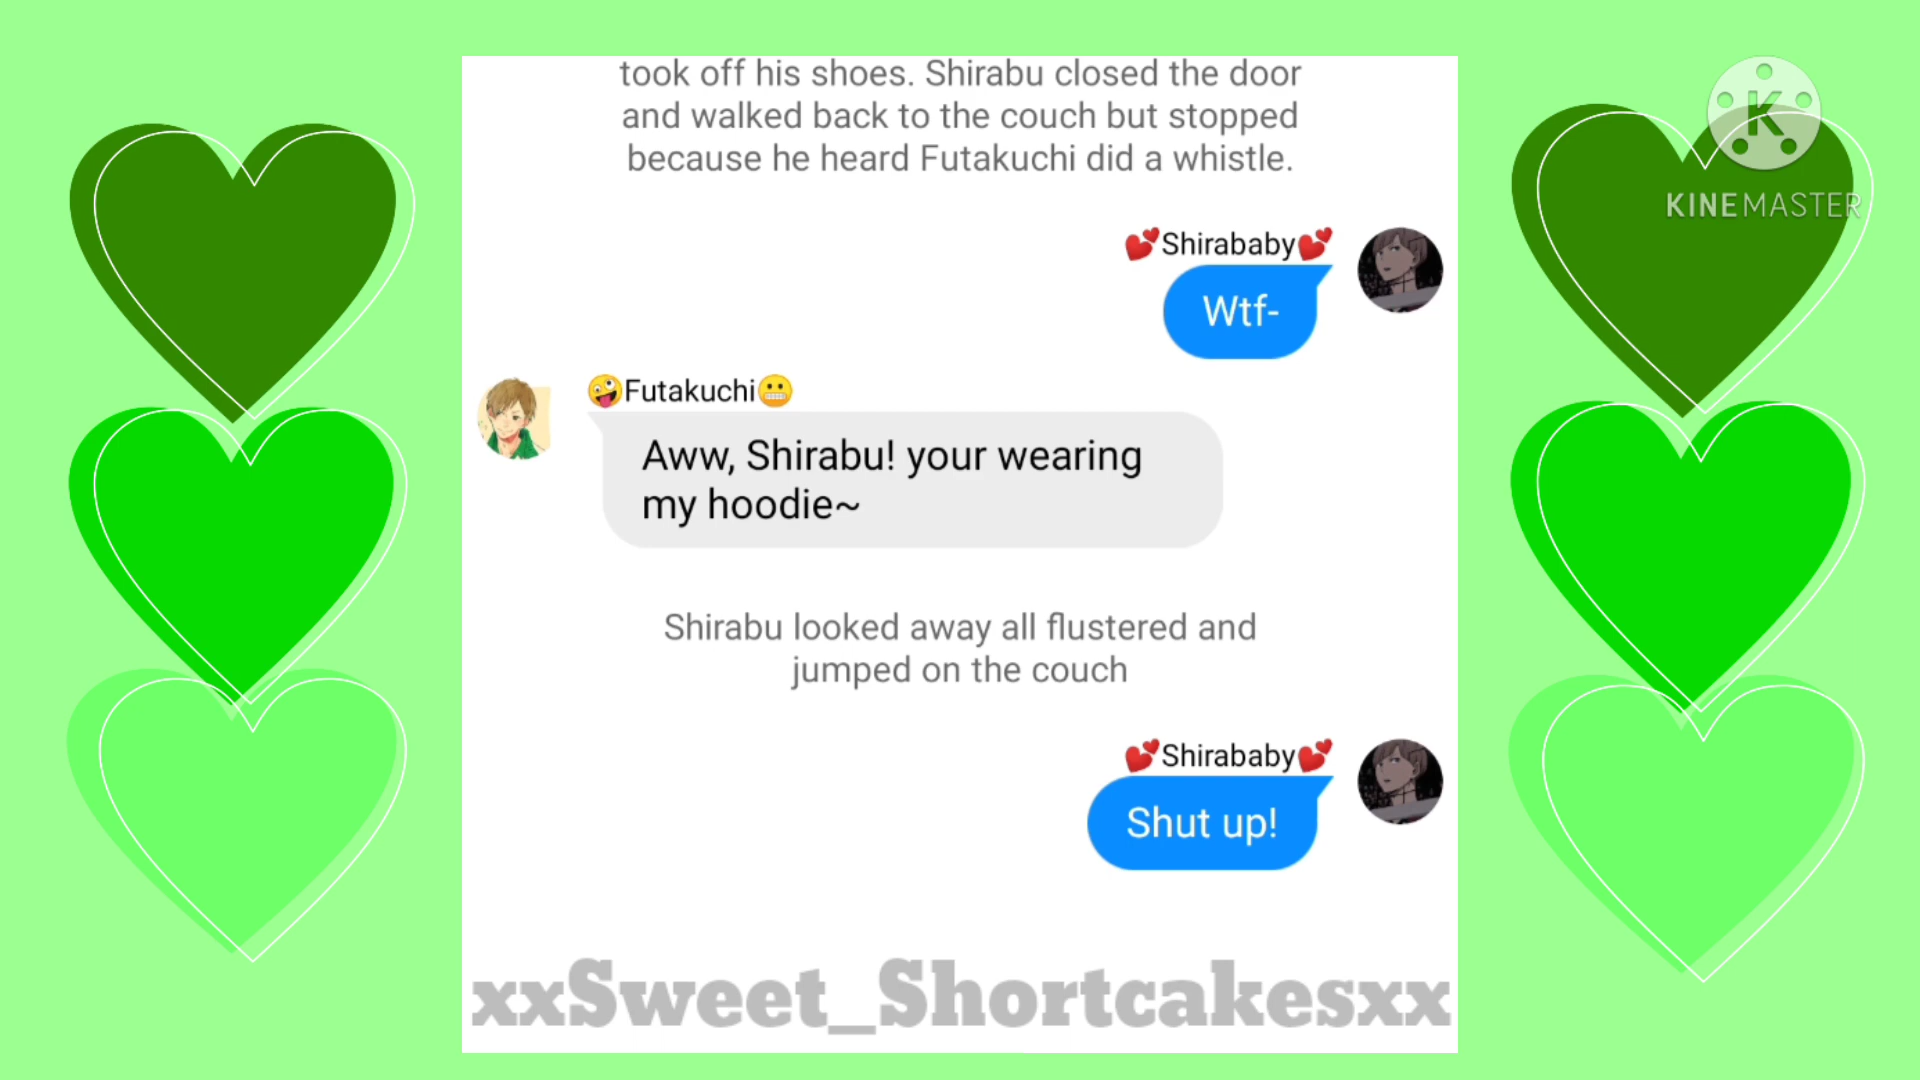 took off his shoes. Shirabu closed the door
and walked back to the couch but stopped
because he heard Futakuchi did a whistle.
K
KINEMASTER
💕Shirababy💕
Wtf-
🤪Futakuchi😬
Aww, Shirabu! your wearing
my hoodie~
Shirabu looked away all flustered and
jumped on the couch
💕Shirababy💕
Shut up!
xxSweet_Shortcakesxx